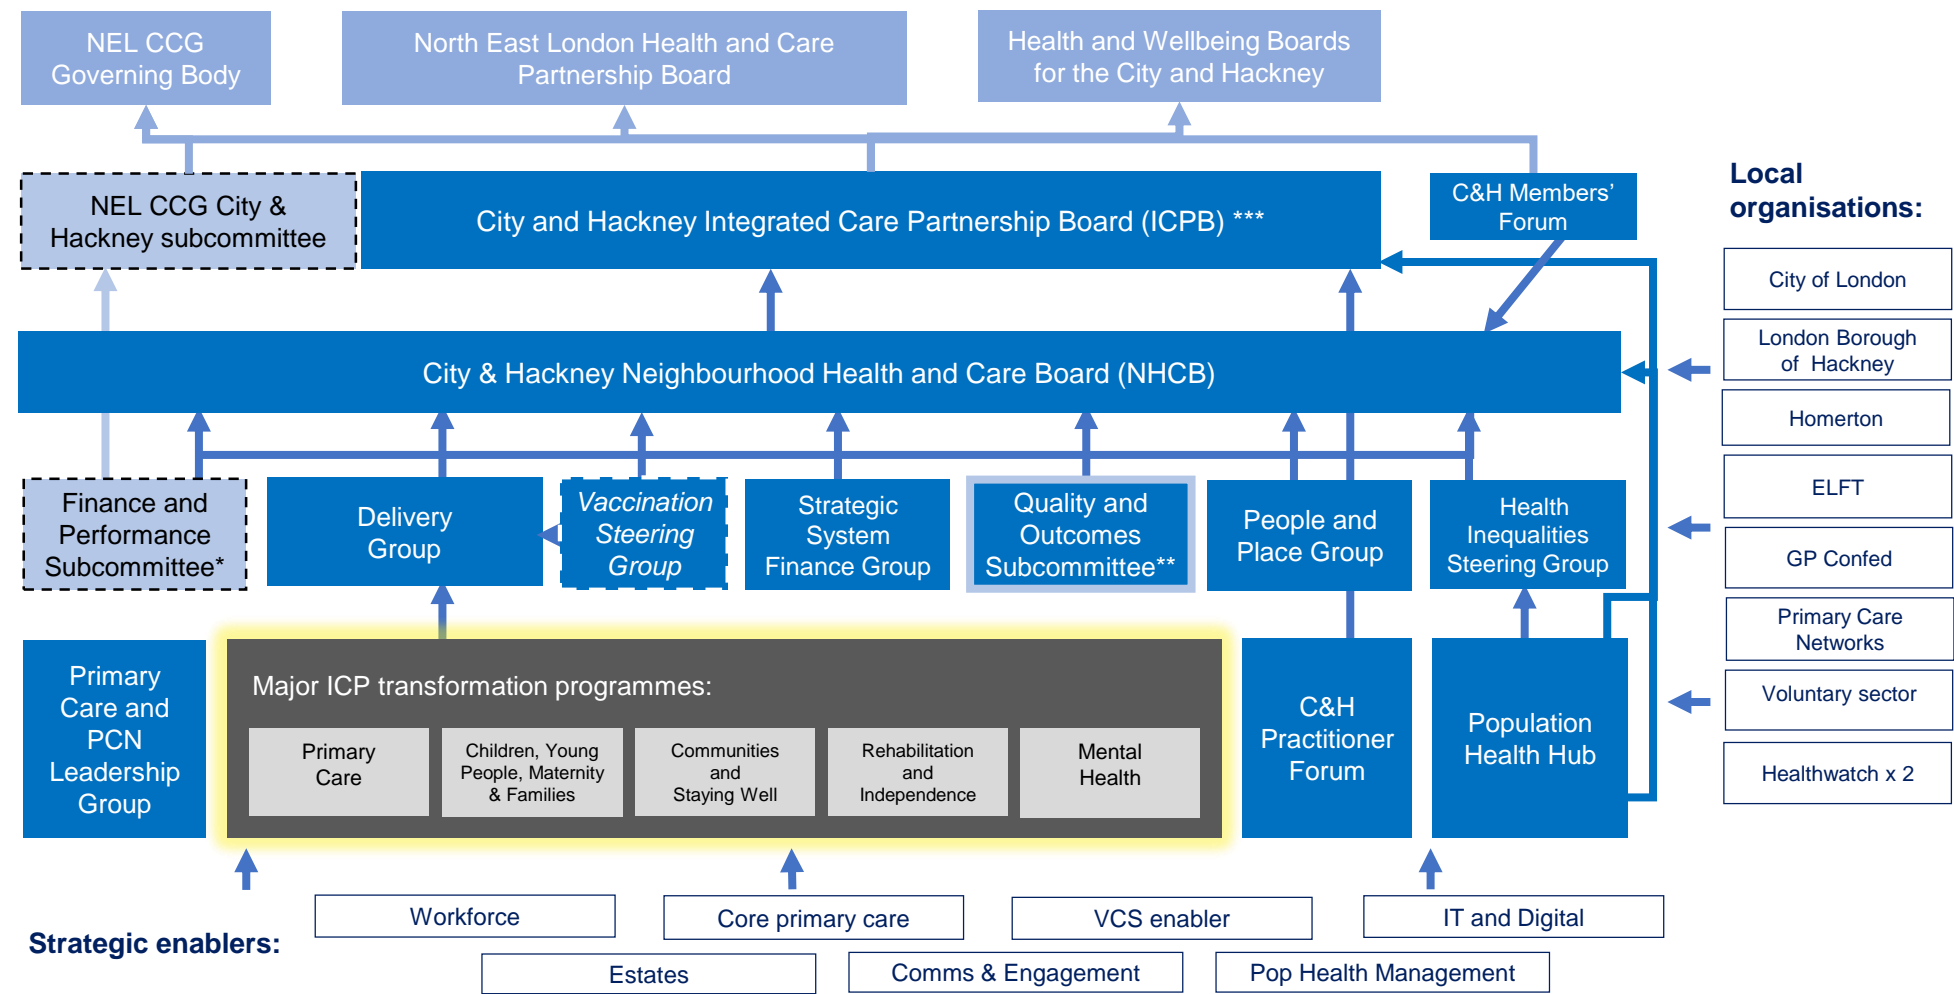 NEL CCG
Governing Body
North East London Health and Care
Partnership Board
Health and Wellbeing Boards
for the City and Hackney
NEL CCG City &
Hackney subcommittee
City and Hackney Integrated Care Partnership Board (ICPB) ***
C&H Members'
Forum
City & Hackney Neighbourhood Health and Care Board (NHCB)
Finance and
Performance
Subcommittee*
Delivery
Group
Vaccination
Steering
Group
Strategic
System
Finance Group
Quality and
Outcomes
Subcommittee**
People and
Place Group
Health
Inequalities
Steering Group
Primary
Care and
PCN
Leadership
Group
Major ICP transformation programmes:
Primary
Care
Children, Young
People, Maternity
& Families
Communities
and
Staying Well
Rehabilitation
and
Independence
Mental
Health
C&H
Practitioner
Forum
Population
Health Hub
Local
organisations:
City of London
London Borough
of Hackney
Homerton
ELFT
GP Confed
Primary Care
Networks
Voluntary sector
Healthwatch x 2
Strategic enablers:
Workforce
Core primary care
VCS enabler
IT and Digital
Estates
Comms & Engagement
Pop Health Management